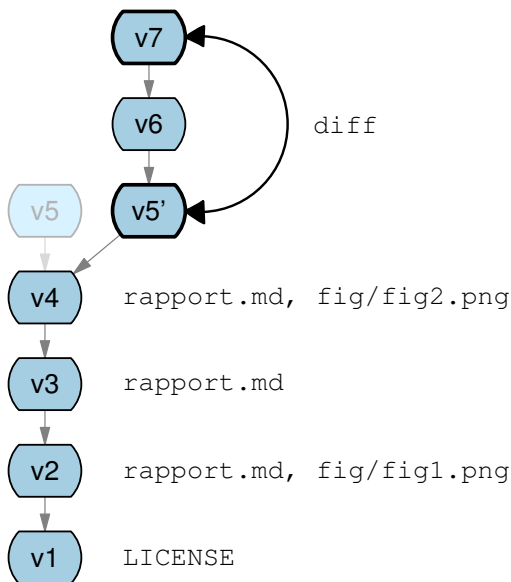 v7
v6
diff
v5 v5'
v4 rapport.md, fig/fig2.png
v3 rapport.md
v2 rapport.md, fig/fig1.png
v1 LICENSE